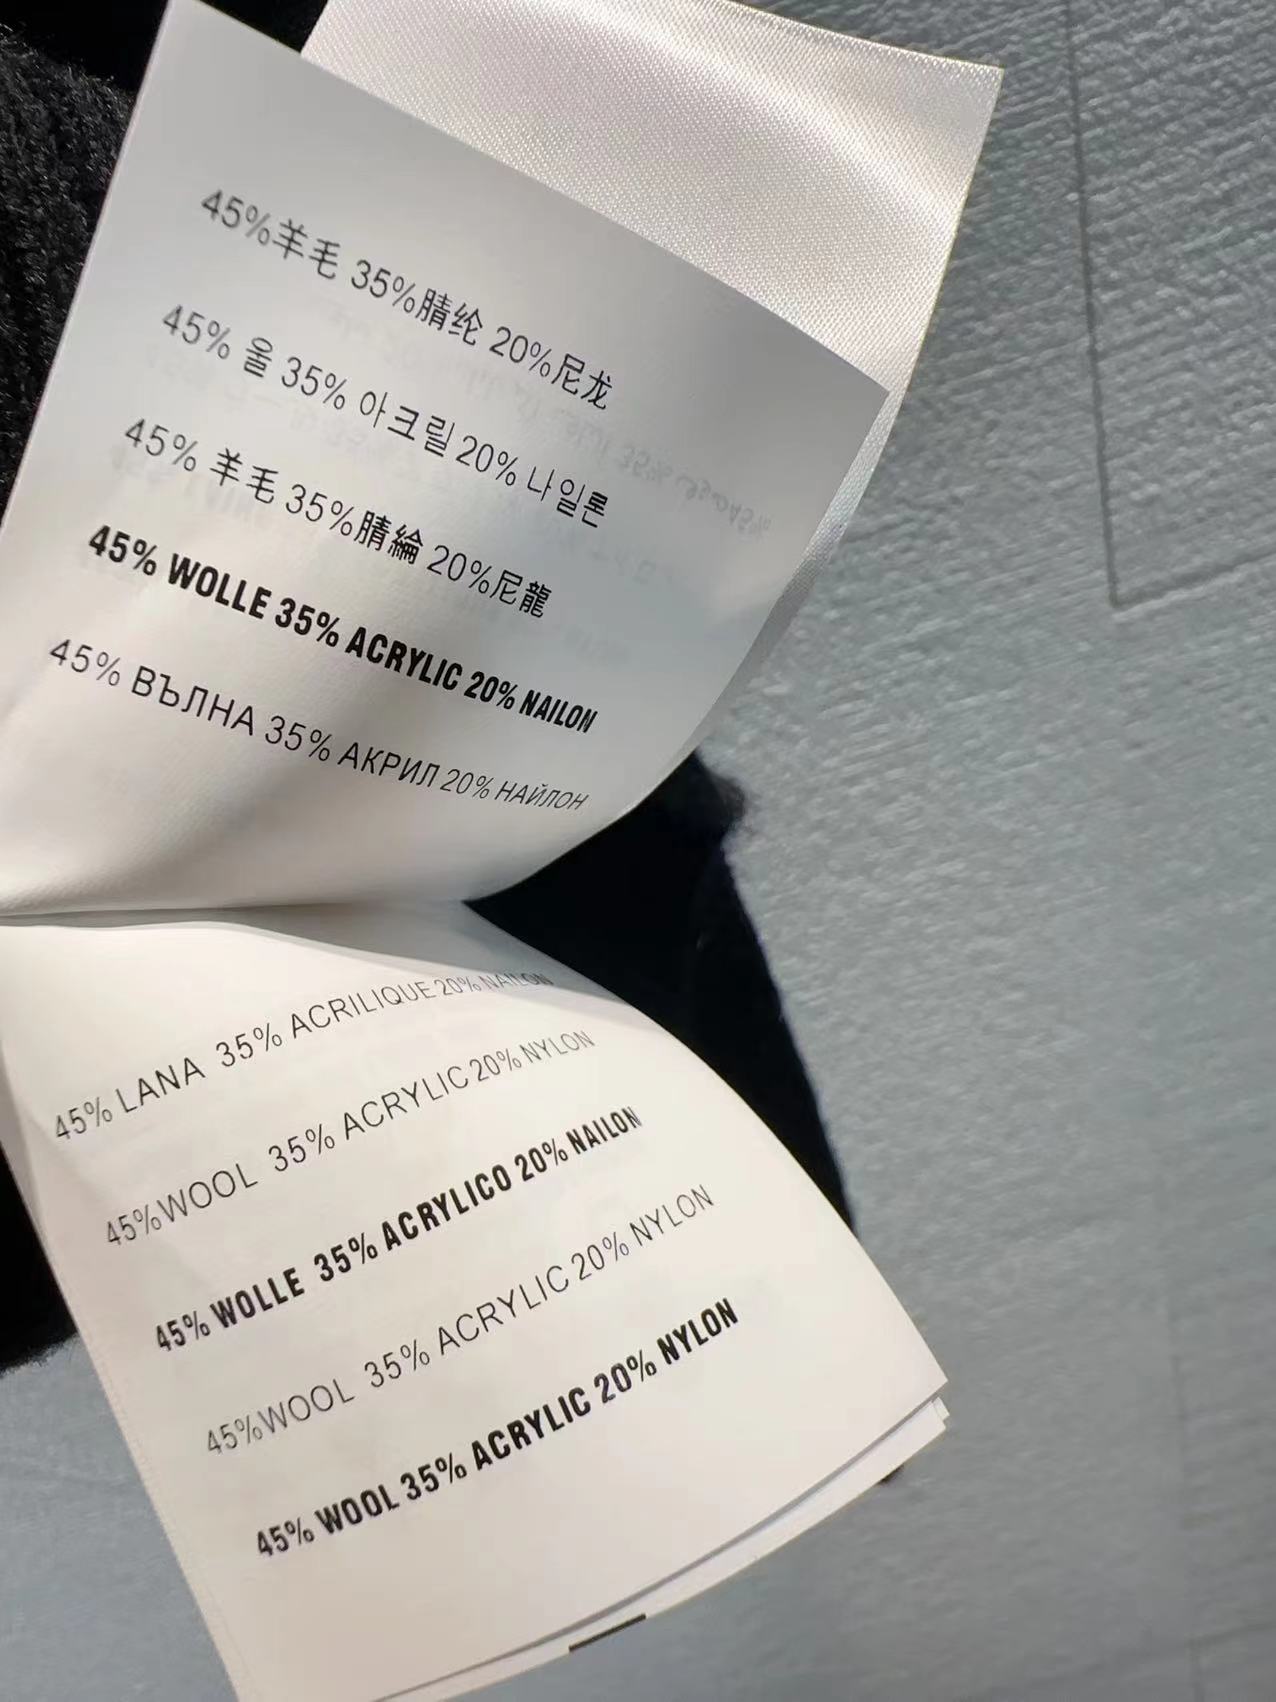 45%羊毛 35%腈纶 20%尼龙
45% 울 35% 아크릴 20% 나일론
45% 羊毛 35%腈綸 20%尼龍
45% WOLLE 35% ACRYLIC 20% NAILON
45% ВЪЛНА 35% АКРИЛ 20% НАЙЛОН
45% LANA 35% ACRILIQUE 20% NAILON
45%WOOL 35% ACRYLIC 20% NYLON
45% WOLLE 35% ACRYLICO 20% NAILON
45%WOOL 35% ACRYLIC 20% NYLON
45% WOOL 35% ACRYLIC 20% NYLON